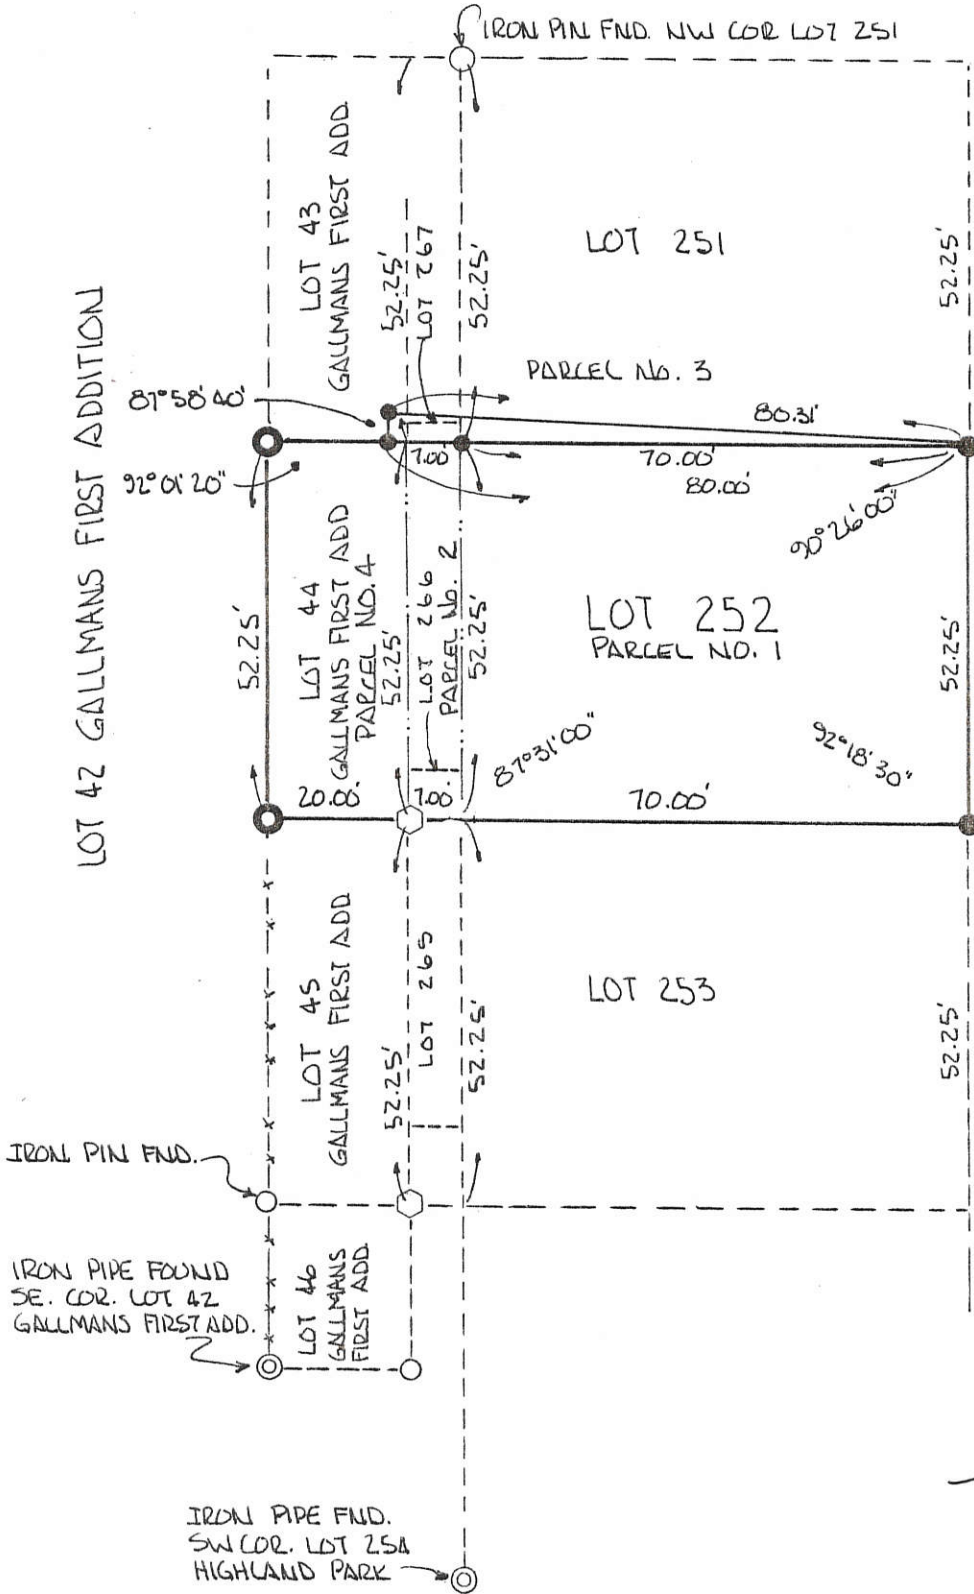 IRON PIN FND. NW COR LOT 251
LOT 43
GALLMANS FIRST ADD.
52.25'
LOT 267
52.25'
LOT 251
52.25'
LOT 42 GALLMANS FIRST ADDITION
PARCEL NO. 3
87°58'40'
80.31'
7.00'
70.00'
80.00'
92°01'20"
90°26'00"
52.25'
LOT 44
GALLMANS FIRST ADD
PARCEL NO. 4
52.25'
LOT 266
PARCEL NO. 2
52.25'
LOT 252
PARCEL NO. 1
52.25'
87°31'00"
92°18'30"
20.00'
7.00'
70.00'
LOT 45
GALLMANS FIRST ADD
52.25'
LOT 265
52.25'
LOT 253
52.25'
IRON PIN FND.
IRON PIPE FOUND
SE. COR. LOT 42
GALLMANS FIRST ADD.
LOT 46
GALLMANS
FIRST ADD.
IRON PIPE FND.
SW COR. LOT 254
HIGHLAND PARK